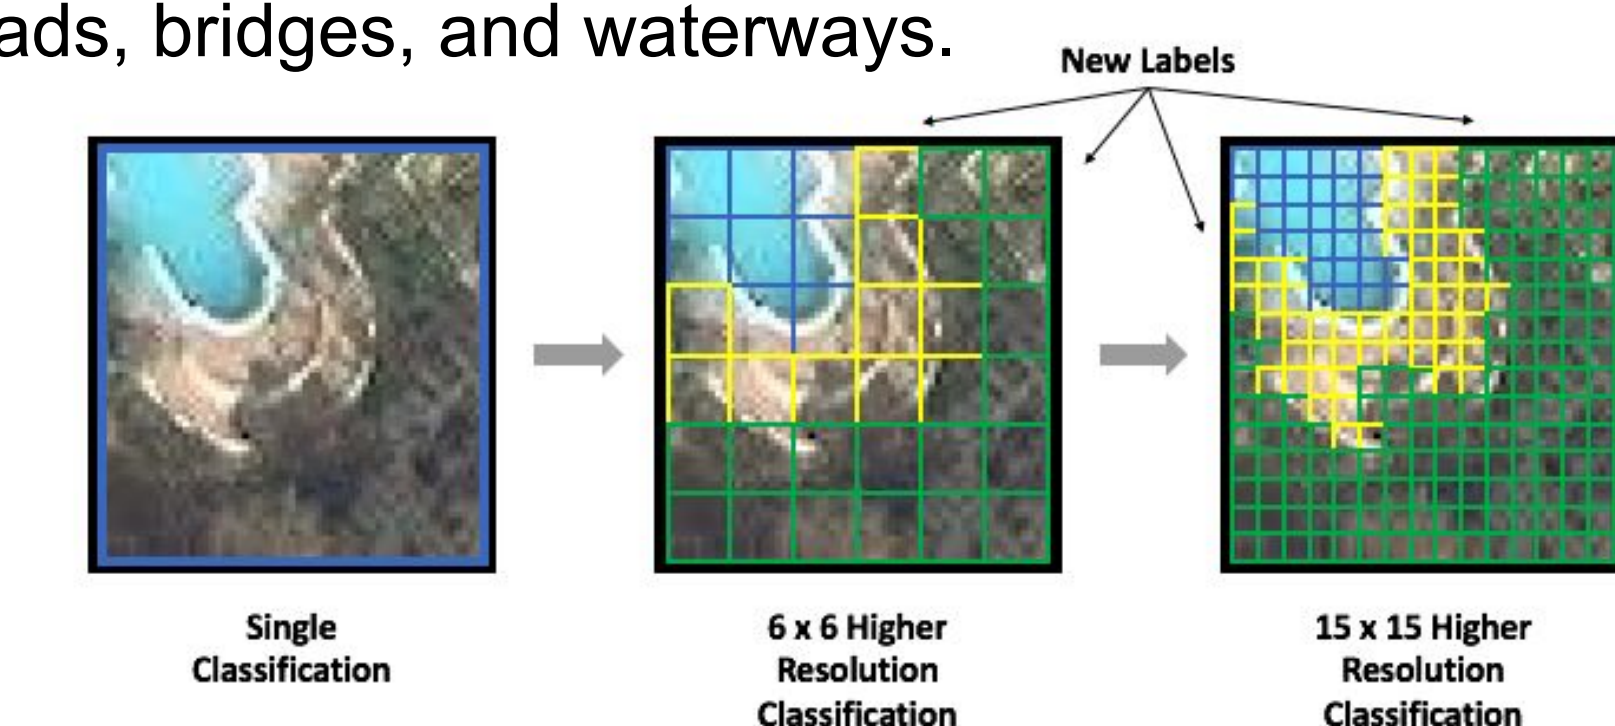 ads, bridges, and waterways.
New Labels
Single
Classification
6 x 6 Higher
Resolution
Classification
15 x 15 Higher
Resolution
Classification